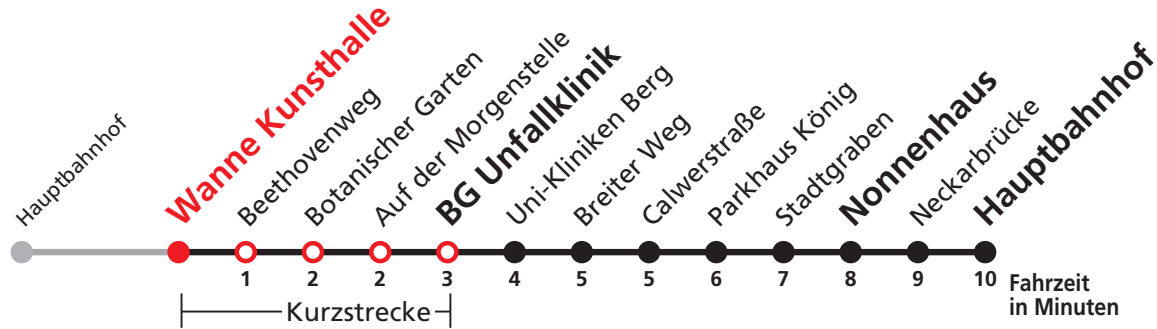 Hauptbahnhof
Wanne Kunsthalle
Beethovenweg
Botanischer Garten
Auf der Morgenstelle
BG Unfallklinik
Uni-Kliniken Berg
Breiter Weg
Calwerstraße
Parkhaus König
Stadtgraben
Nonnenhaus
Neckarbrücke
Hauptbahnhof
1 2 2 3 4 5 5 6 7 8 9 10
Fahrzeit
in Minuten
Kurzstrecke